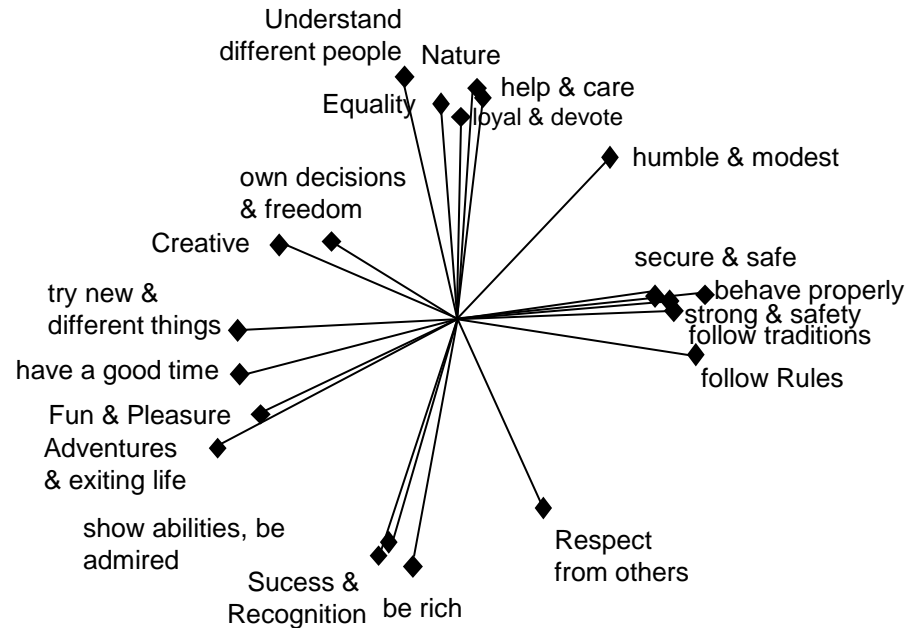 Understand
different people
Nature
help & care
Equality
loyal & devote
humble & modest
own decisions
& freedom
Creative
secure & safe
try new &
different things
behave properly
strong & safety
follow traditions
have a good time
follow Rules
Fun & Pleasure
Adventures
& exiting life
show abilities, be
admired
Respect
from others
Sucess &
Recognition
be rich